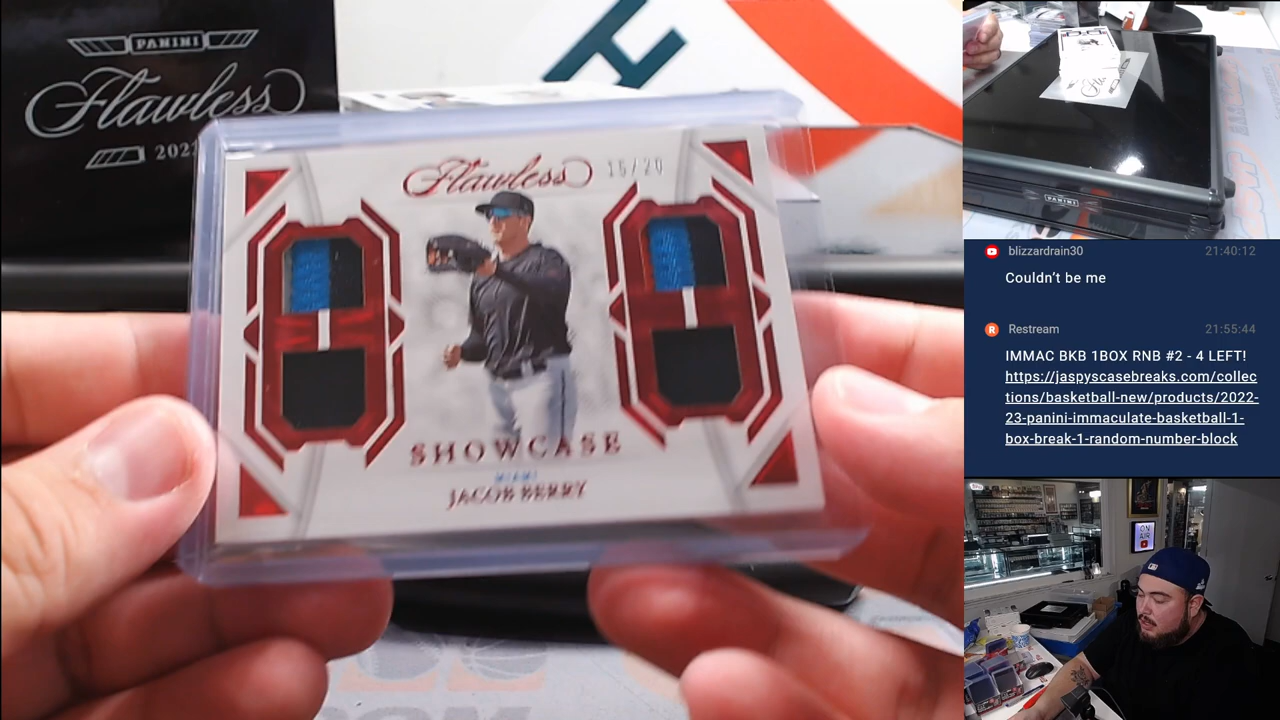 PANINI
Flawless
202
Flawless 15/20
SHOWCASE
MIAMI
JACOB BERRY
PANINI
blizzardrain30 21:40:12
Couldn’t be me
Restream 21:55:44
IMMAC BKB 1BOX RNB #2 - 4 LEFT!
https://jaspyscasebreaks.com/collec
tions/basketball-new/products/2022-
23-panini-immaculate-basketball-1-
box-break-1-random-number-block
ON
AIR